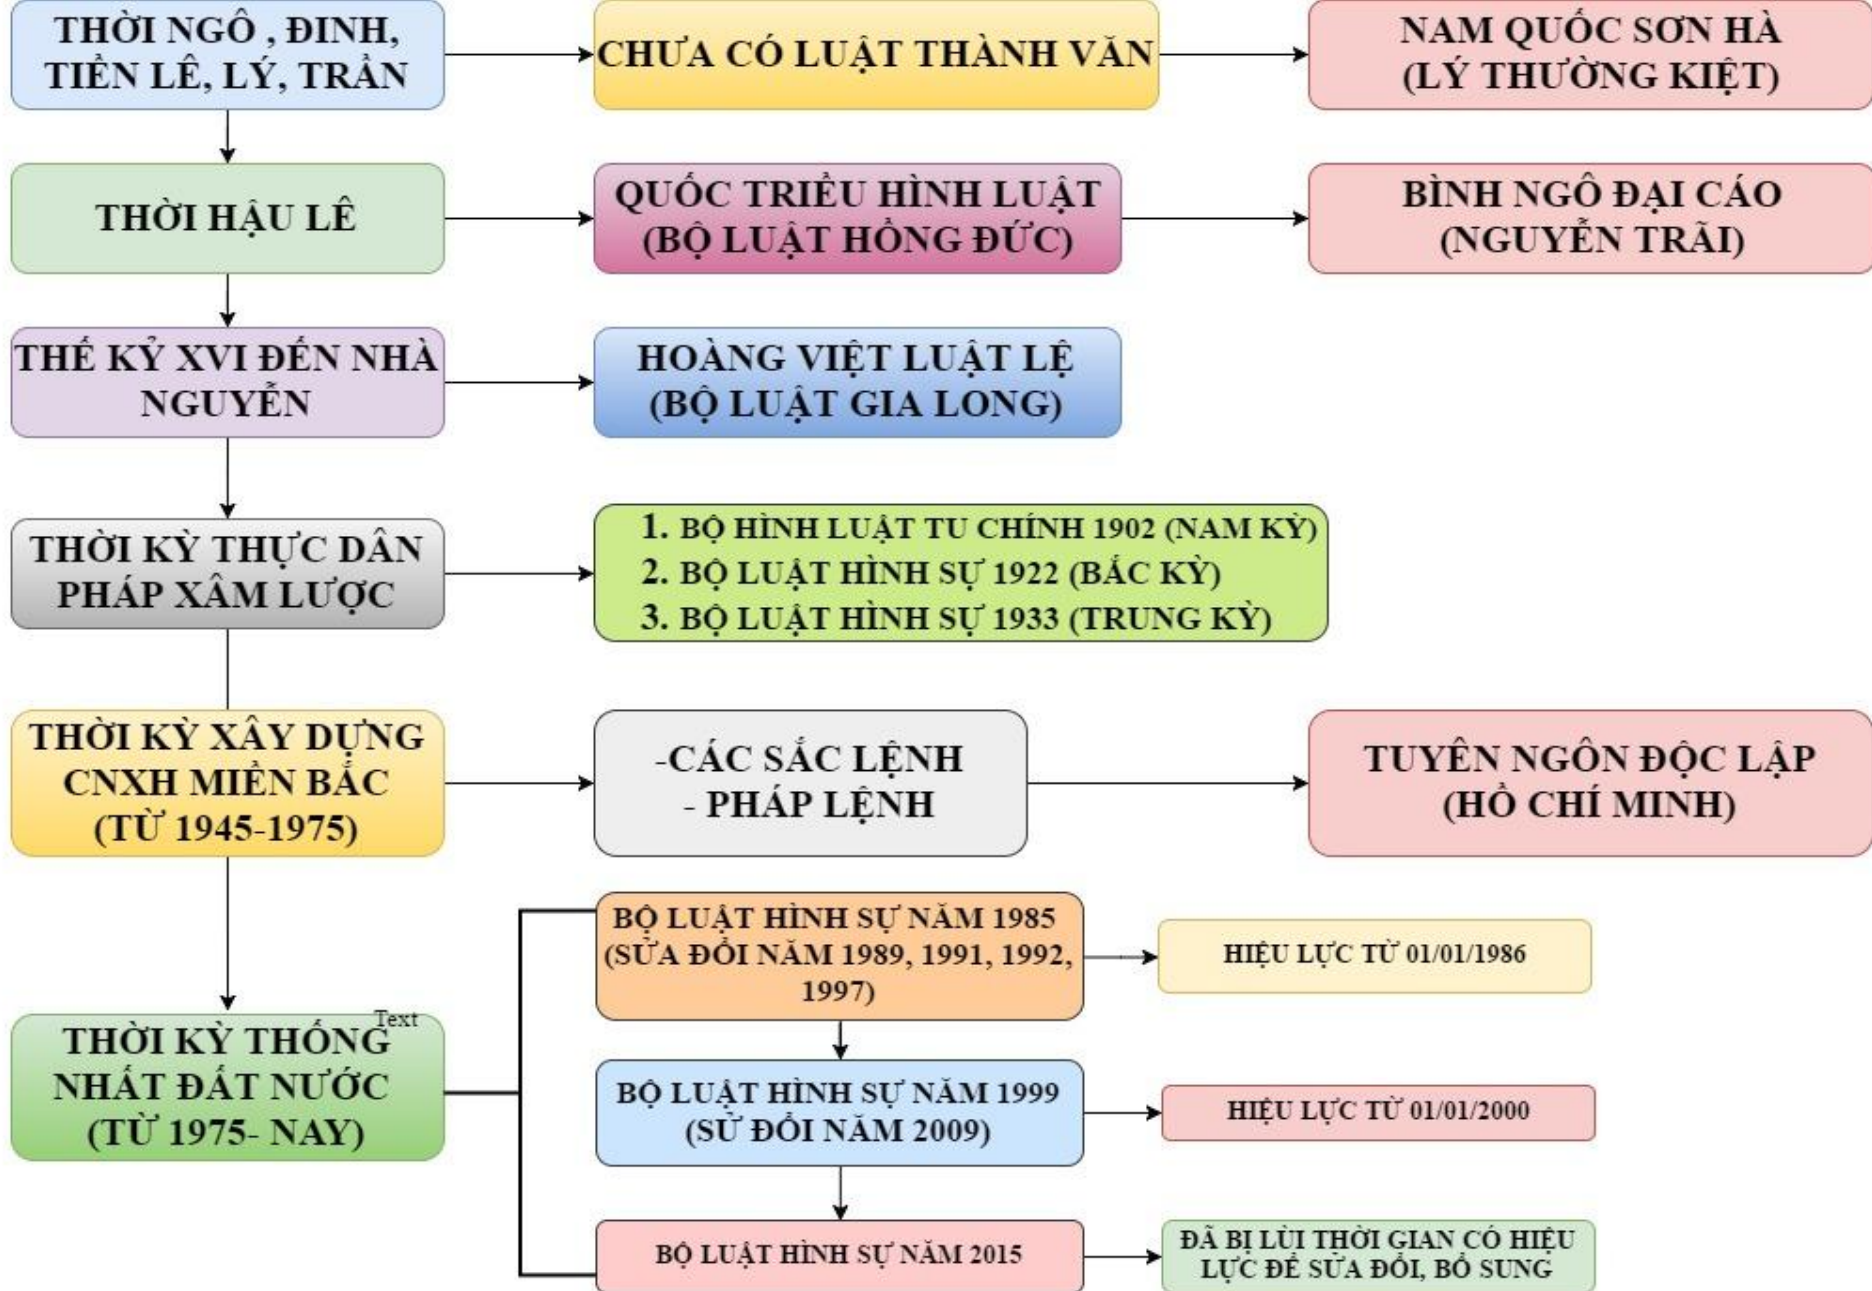 THỜI NGÔ , ĐINH,
TIỀN LÊ, LÝ, TRẦN
CHƯA CÓ LUẬT THÀNH VĂN
NAM QUỐC SƠN HÀ
(LÝ THƯỜNG KIỆT)
THỜI HẬU LÊ
QUỐC TRIỀU HÌNH LUẬT
(BỘ LUẬT HỒNG ĐỨC)
BÌNH NGÔ ĐẠI CÁO
(NGUYỄN TRÃI)
THẾ KỶ XVI ĐẾN NHÀ
NGUYỄN
HOÀNG VIỆT LUẬT LỆ
(BỘ LUẬT GIA LONG)
THỜI KỲ THỰC DÂN
PHÁP XÂM LƯỢC
1. BỘ HÌNH LUẬT TU CHÍNH 1902 (NAM KỲ)
2. BỘ LUẬT HÌNH SỰ 1922 (BẮC KỲ)
3. BỘ LUẬT HÌNH SỰ 1933 (TRUNG KỲ)
THỜI KỲ XÂY DỰNG
CNXH MIỀN BẮC
(TỪ 1945-1975)
-CÁC SẮC LỆNH
- PHÁP LỆNH
TUYÊN NGÔN ĐỘC LẬP
(HỒ CHÍ MINH)
THỜI KỲ THỐNG
NHẤT ĐẤT NƯỚC
(TỪ 1975- NAY)
Text
BỘ LUẬT HÌNH SỰ NĂM 1985
(SỬA ĐỔI NĂM 1989, 1991, 1992,
1997)
HIỆU LỰC TỪ 01/01/1986
BỘ LUẬT HÌNH SỰ NĂM 1999
(SỬ ĐỔI NĂM 2009)
HIỆU LỰC TỪ 01/01/2000
BỘ LUẬT HÌNH SỰ NĂM 2015
ĐÃ BỊ LÙI THỜI GIAN CÓ HIỆU
LỰC ĐỂ SỬA ĐỔI, BỔ SUNG